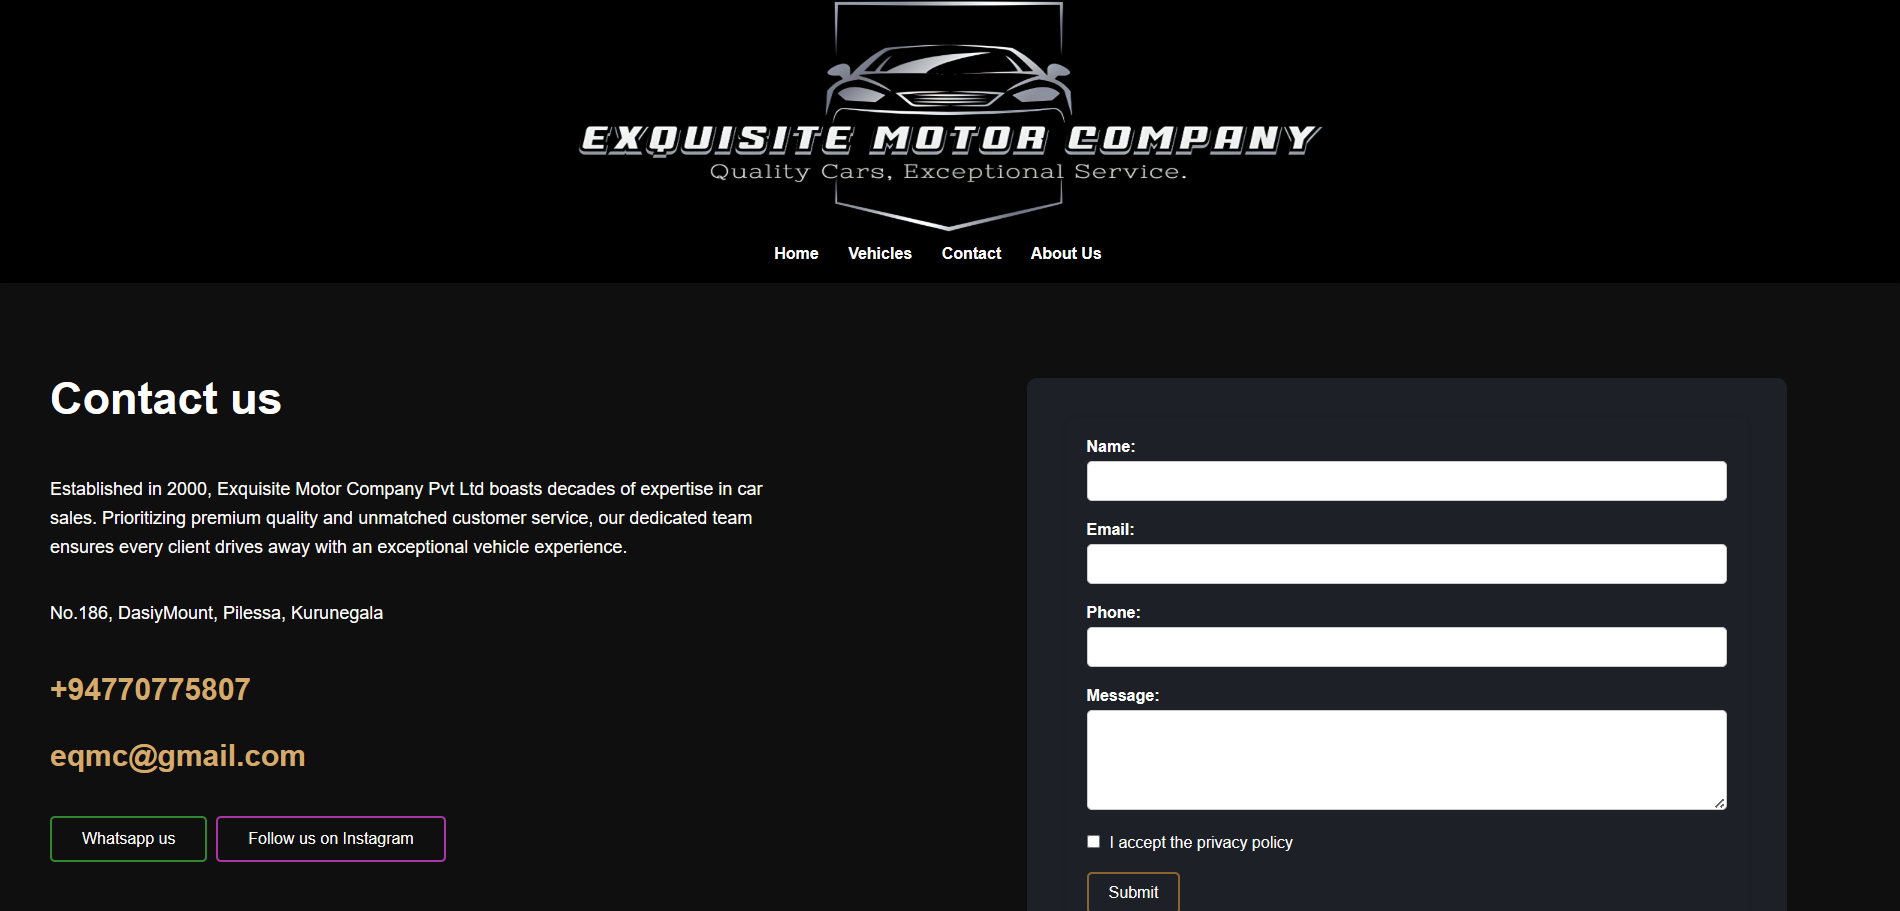 EXQUISITE MOTOR COMPANY
Quality Cars, Exceptional Service.
Home Vehicles Contact About Us
Contact us
Established in 2000, Exquisite Motor Company Pvt Ltd boasts decades of expertise in car
sales. Prioritizing premium quality and unmatched customer service, our dedicated team
ensures every client drives away with an exceptional vehicle experience.
No.186, DasiyMount, Pilessa, Kurunegala
+94770775807
eqmc@gmail.com
Whatsapp us Follow us on Instagram
Name:
Email:
Phone:
Message:
I accept the privacy policy
Submit